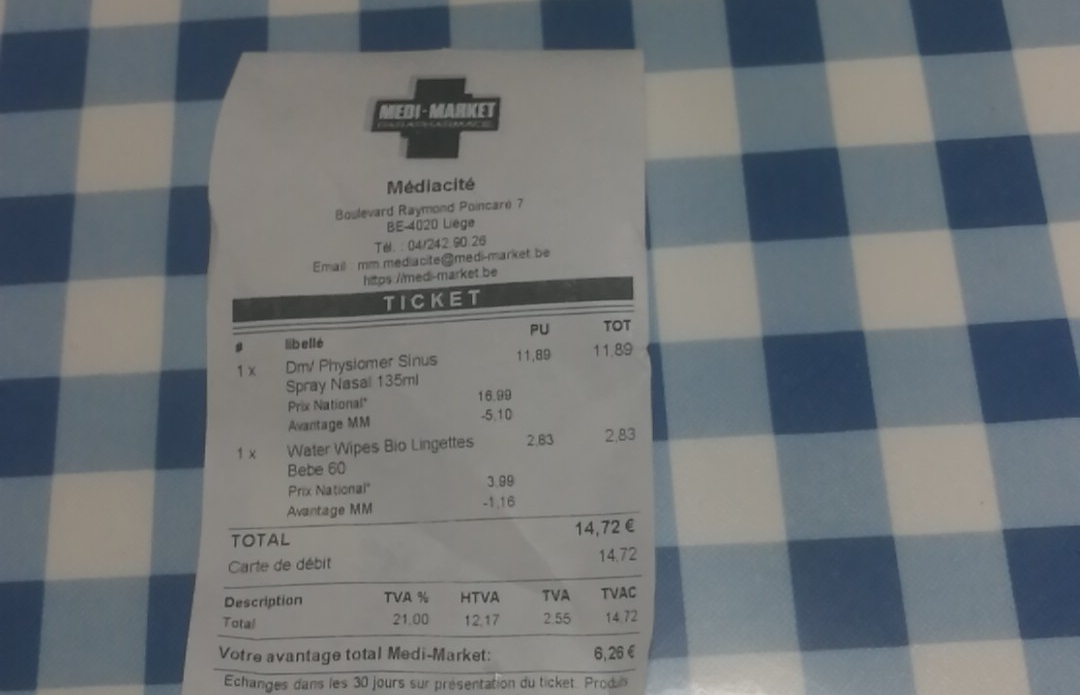 MEDI-MARKET
Médiacité
Boulevard Raymond Poincaré 7
BE-4020 Liège
Tél. : 04/242.90.26
Email : mm.mediacite@medi-market.be
https://medi-market.be
TICKET
# libellé PU TOT
1 x Dm/ Physiomer Sinus 11,89 11,89
Spray Nasal 135ml
Prix National* 16,99
Avantage MM -5,10
1 x Water Wipes Bio Lingettes 2,83 2,83
Bebe 60
Prix National* 3,99
Avantage MM -1,16
TOTAL 14,72 €
Carte de débit 14,72
Description TVA % HTVA TVA TVAC
Total 21,00 12,17 2,55 14,72
Votre avantage total Medi-Market: 6,26 €
Echanges dans les 30 jours sur présentation du ticket. Produits